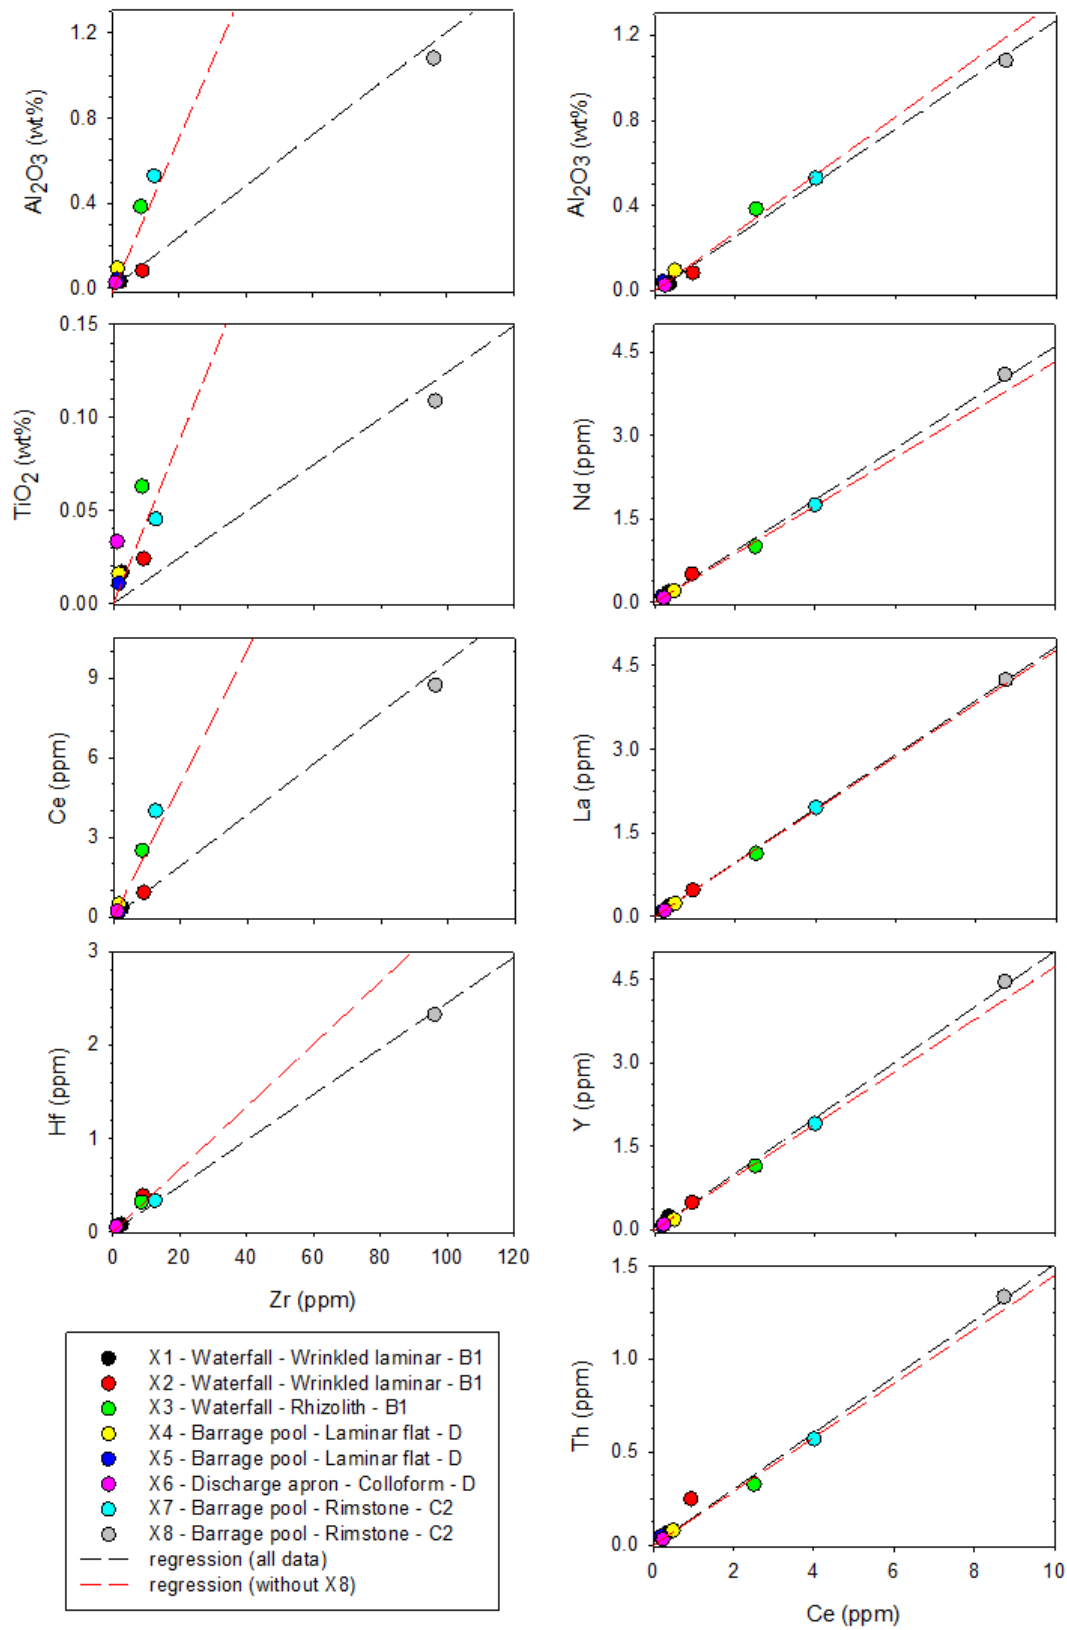 1.2
0.8
0.4
0.0
Al2O3 (wt%)
1.2
0.8
0.4
0.0
Al2O3 (wt%)
0.15
0.10
0.05
0.00
TiO2 (wt%)
4.5
3.0
1.5
0.0
Nd (ppm)
9
6
3
0
Ce (ppm)
4.5
3.0
1.5
0.0
La (ppm)
3
2
1
0
Hf (ppm)
0 20 40 60 80 100 120
Zr (ppm)
4.5
3.0
1.5
0.0
Y (ppm)
1.5
1.0
0.5
0.0
Th (ppm)
0 2 4 6 8 10
Ce (ppm)
X1 - Waterfall - Wrinkled laminar - B1
X2 - Waterfall - Wrinkled laminar - B1
X3 - Waterfall - Rhizolith - B1
X4 - Barrage pool - Laminar flat - D
X5 - Barrage pool - Laminar flat - D
X6 - Discharge apron - Colloform - D
X7 - Barrage pool - Rimstone - C2
X8 - Barrage pool - Rimstone - C2
regression (all data)
regression (without X8)